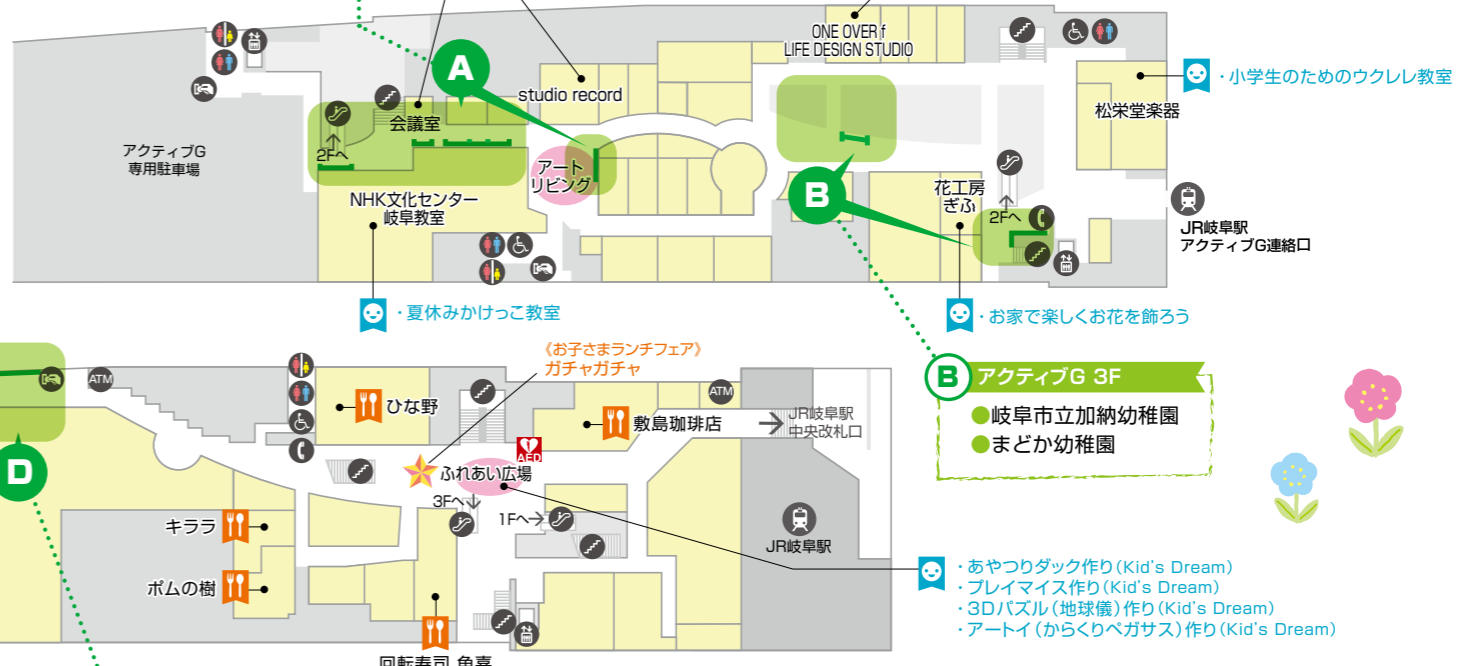 ONE OVER f
LIFE DESIGN STUDIO
A
studio record
会議室
2Fへ
アクティブG
専用駐車場
アート
リビング
NHK文化センター
岐阜教室
B
花工房
ぎふ
2Fへ
松栄堂楽器
・小学生のためのウクレレ教室
JR岐阜駅
アクティブG連絡口
・夏休みかけっこ教室
・お家で楽しくお花を飾ろう
B アクティブG 3F
●岐阜市立加納幼稚園
●まどか幼稚園
《お子さまランチフェア》
ガチャガチャ
ATM
ひな野
ATM
敷島珈琲店
JR岐阜駅
中央改札口
AED
ふれあい広場
D
3Fへ
1Fへ
キララ
JR岐阜駅
ポムの樹
・あやつりダック作り(Kid's Dream)
・プレイマイス作り(Kid's Dream)
・3Dパズル(地球儀)作り(Kid's Dream)
・アートイ(からくりペガサス)作り(Kid's Dream)
回転寿司 魚喜